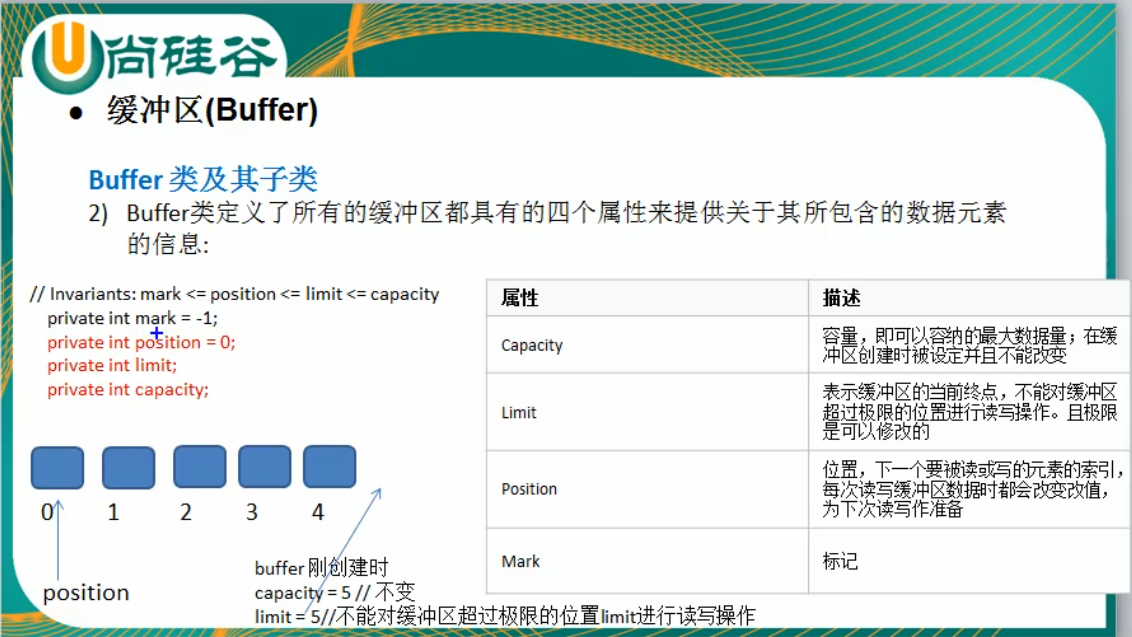 尚硅谷
• 缓冲区(Buffer)
Buffer 类及其子类
2) Buffer类定义了所有的缓冲区都具有的四个属性来提供关于其所包含的数据元素
的信息:
// Invariants: mark <= position <= limit <= capacity
private int mark = -1;
private int position = 0;
private int limit;
private int capacity;
0 1 2 3 4
position
buffer 刚创建时
capacity = 5 // 不变
limit = 5//不能对缓冲区超过极限的位置limit进行读写操作
属性 描述
Capacity
容量，即可以容纳的最大数据量；在缓
冲区创建时被设定并且不能改变
Limit
表示缓冲区的当前终点，不能对缓冲区
超过极限的位置进行读写操作。且极限
是可以修改的
Position
位置，下一个要被读或写的元素的索引，
每次读写缓冲区数据时都会改变改值，
为下次读写作准备
Mark 标记